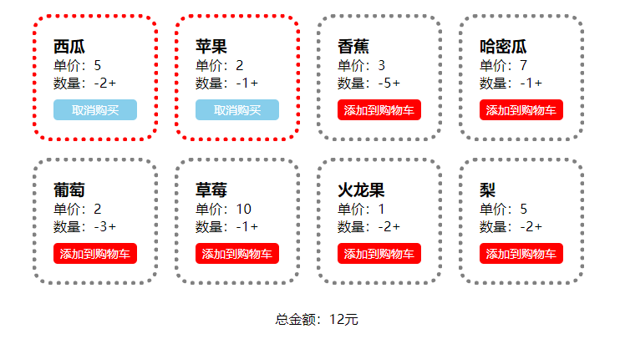 西瓜
单价：5
数量：-2+
取消购买
苹果
单价：2
数量：-1+
取消购买
香蕉
单价：3
数量：-5+
添加到购物车
哈密瓜
单价：7
数量：-1+
添加到购物车
葡萄
单价：2
数量：-3+
添加到购物车
草莓
单价：10
数量：-1+
添加到购物车
火龙果
单价：1
数量：-2+
添加到购物车
梨
单价：5
数量：-2+
添加到购物车
总金额：12元